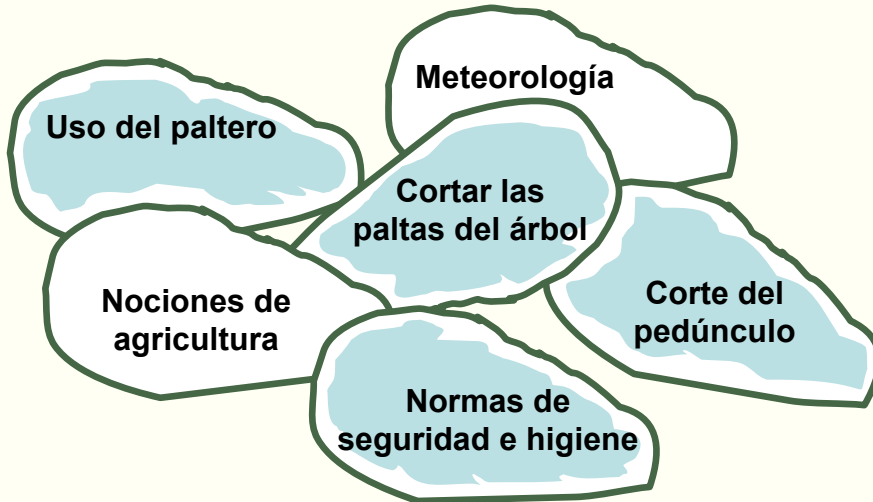 Meteorología
Uso del paltero
Cortar las
paltas del árbol
Nociones de
agricultura
Corte del
pedúnculo
Normas de
seguridad e higiene